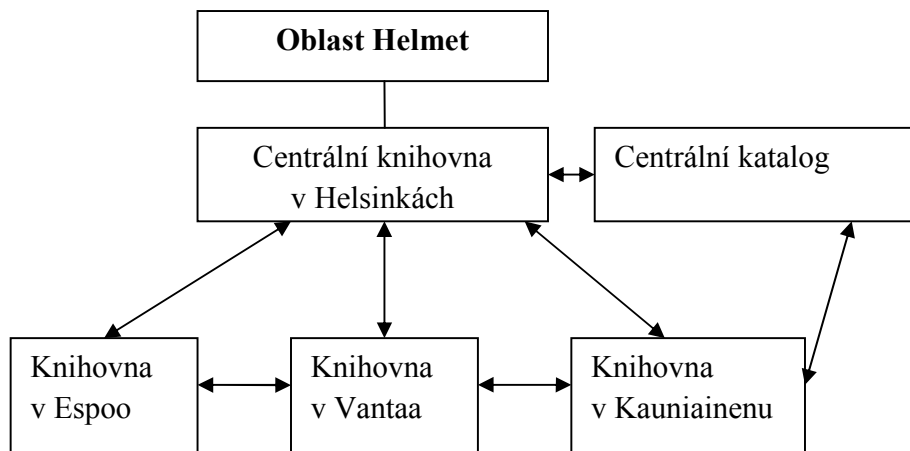 Oblast Helmet
Centrální knihovna
v Helsinkách
Centrální katalog
Knihovna
v Espoo
Knihovna
v Vantaa
Knihovna
v Kauniainenu